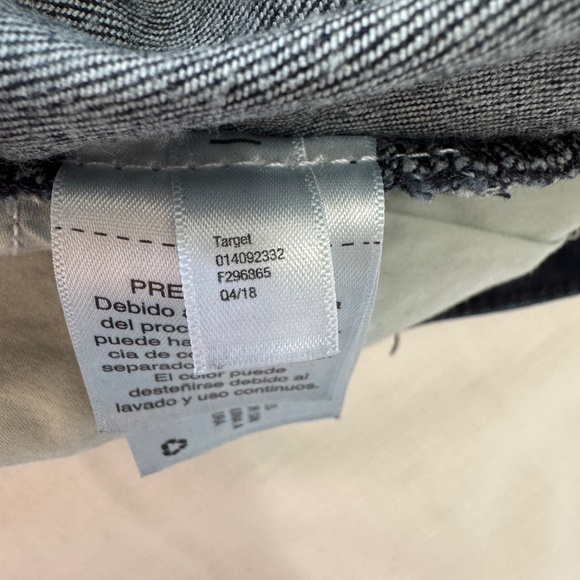 Target
014092332
F296865
Q4/18
PRE
Debido
del proc
puede ha
cia de co
separado
El color puede
desteñirse debido al
lavado y uso continuos.